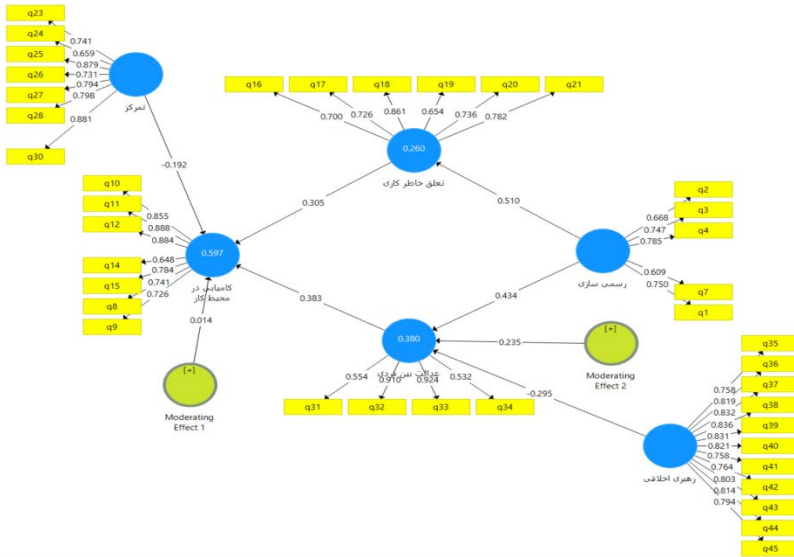 q23
q24
q25
q26
q27
q28
q30
0.741
0.659
0.879
0.731
0.794
0.798
0.881
تمرکز
-0.192
q16
q17
q18
q19
q20
q21
0.700
0.726
0.861
0.654
0.736
0.782
0.260
تعلق خاطر کاری
0.305
0.510
q10
q11
q12
q14
q15
q8
q9
0.855
0.888
0.884
0.648
0.784
0.741
0.726
0.597
کامیابی در
محیط کار
0.014
[+]
Moderating
Effect 1
0.383
q2
q3
q4
q7
q1
0.668
0.747
0.785
0.609
0.750
رسمی سازی
0.434
0.380
عدالت بین فردی
0.554
0.910
0.924
0.532
q31
q32
q33
q34
0.235
[+]
Moderating
Effect 2
-0.295
q35
q36
q37
q38
q39
q40
q41
q42
q43
q44
q45
0.758
0.819
0.832
0.836
0.831
0.821
0.758
0.764
0.803
0.814
0.794
رهبری اخلاقی